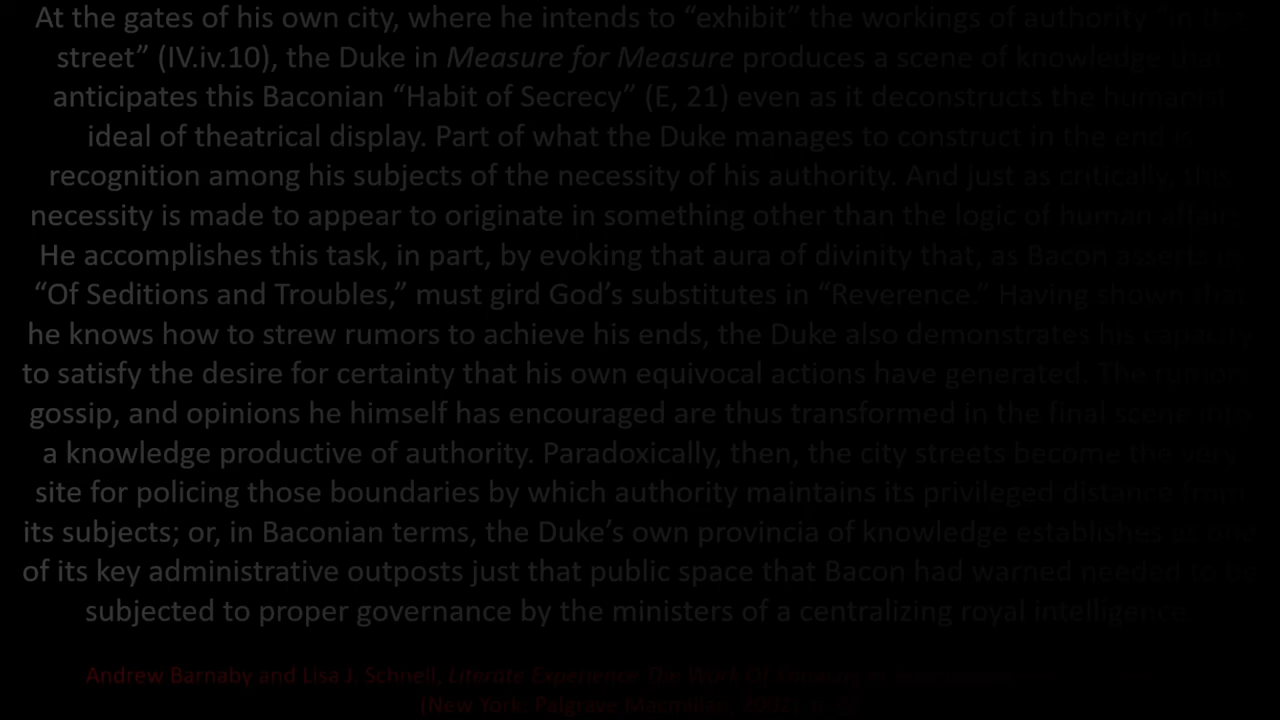 At the gates of his own city, where he intends to “exhibit” the workings of authority “in the
street” (IV.iv.10), the Duke in Measure for Measure produces a scene of knowledge that
anticipates this Baconian “Habit of Secrecy” (E, 21) even as it deconstructs the humanist
ideal of theatrical display. Part of what the Duke manages to construct in the end is
recognition among his subjects of the necessity of his authority. And just as critically, this
necessity is made to appear to originate in something other than the logic of human affairs.
He accomplishes this task, in part, by evoking that aura of divinity that, as Bacon asserts in
“Of Seditions and Troubles,” must gird God’s substitutes in “Reverence.” Having shown that
he knows how to strew rumors to achieve his ends, the Duke also demonstrates his capacity
to satisfy the desire for certainty that his own equivocal actions have generated. The rumors,
gossip, and opinions he himself has encouraged are thus transformed in the final scene into
a knowledge productive of authority. Paradoxically, then, the city streets become the very
site for policing those boundaries by which authority maintains its privileged distance from
its subjects; or, in Baconian terms, the Duke’s own provincia of knowledge establishes as one
of its key administrative outposts just that public space that Bacon had warned needed to be
subjected to proper governance by the ministers of a centralizing royal intelligence.
Andrew Barnaby and Lisa J. Schnell, Literate Experience The Work Of
(New York: Palgrave Macmillan, 2002)